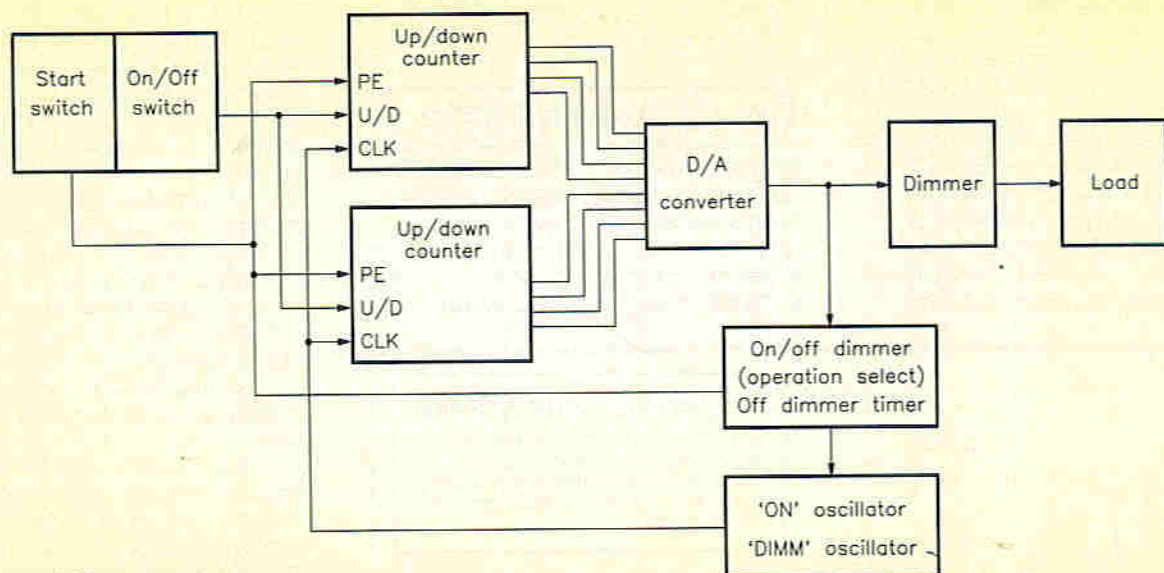 Start
switch
On/Off
switch
Up/down
counter
PE
U/D
CLK
Up/down
counter
PE
U/D
CLK
D/A
converter
Dimmer
Load
On/off dimmer
(operation select)
Off dimmer timer
'ON' oscillator
'DIMM' oscillator